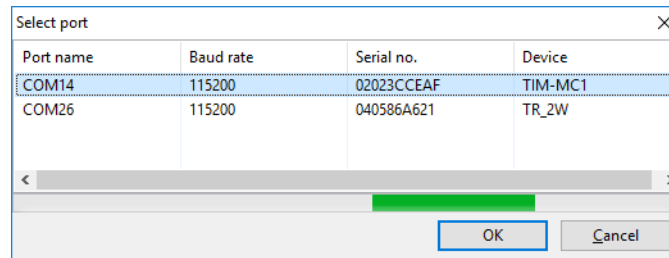 Select port
Port name Baud rate Serial no. Device
COM14 115200 02023CCEAF TIM-MC1
COM26 115200 040586A621 TR_2W
OK Cancel